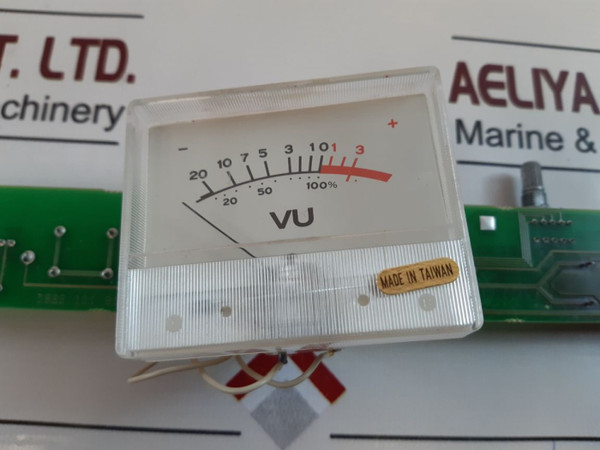 T. LTD.
chinery
AELIYA
Marine &
- +
20 10 7 5 3 1 0 1 3
20 50 100%
VU
MADE IN TAIWAN